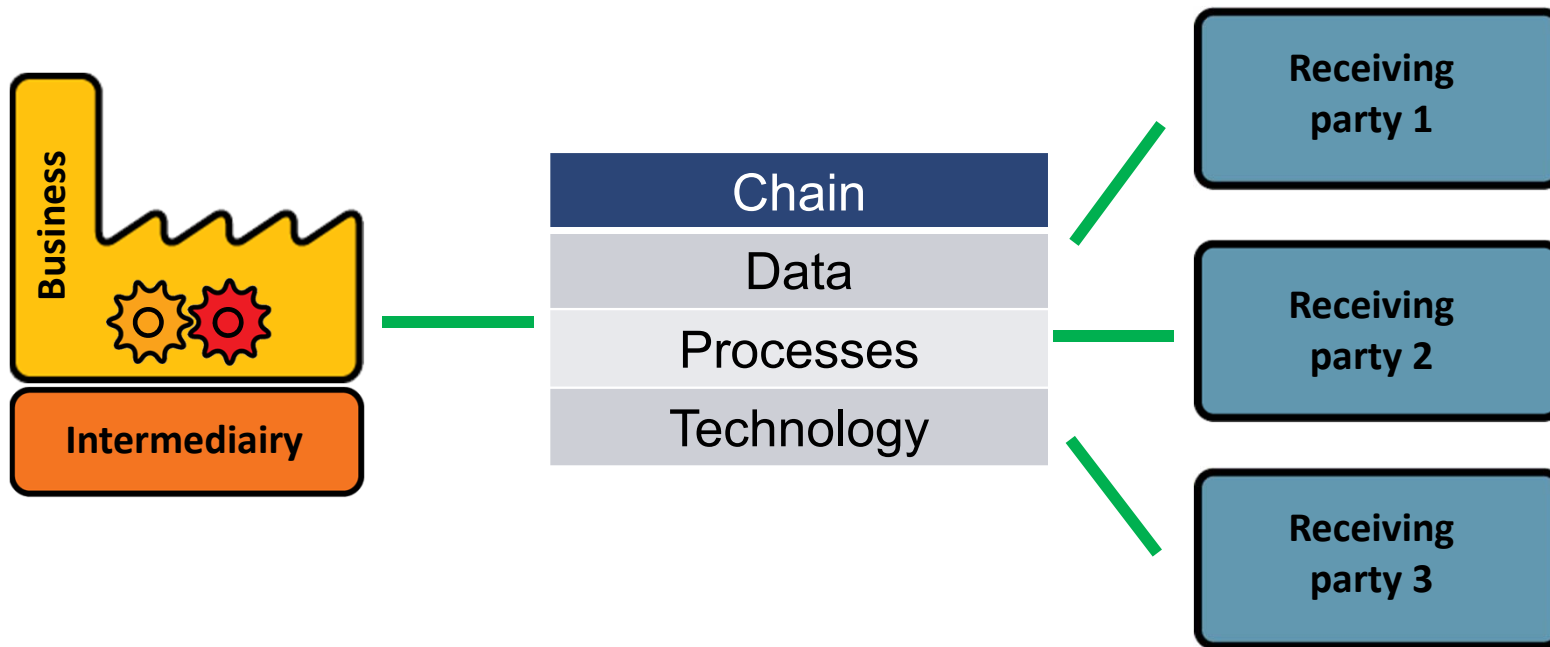 Business
Intermediairy
Chain
Data
Processes
Technology
Receiving
party 1
Receiving
party 2
Receiving
party 3